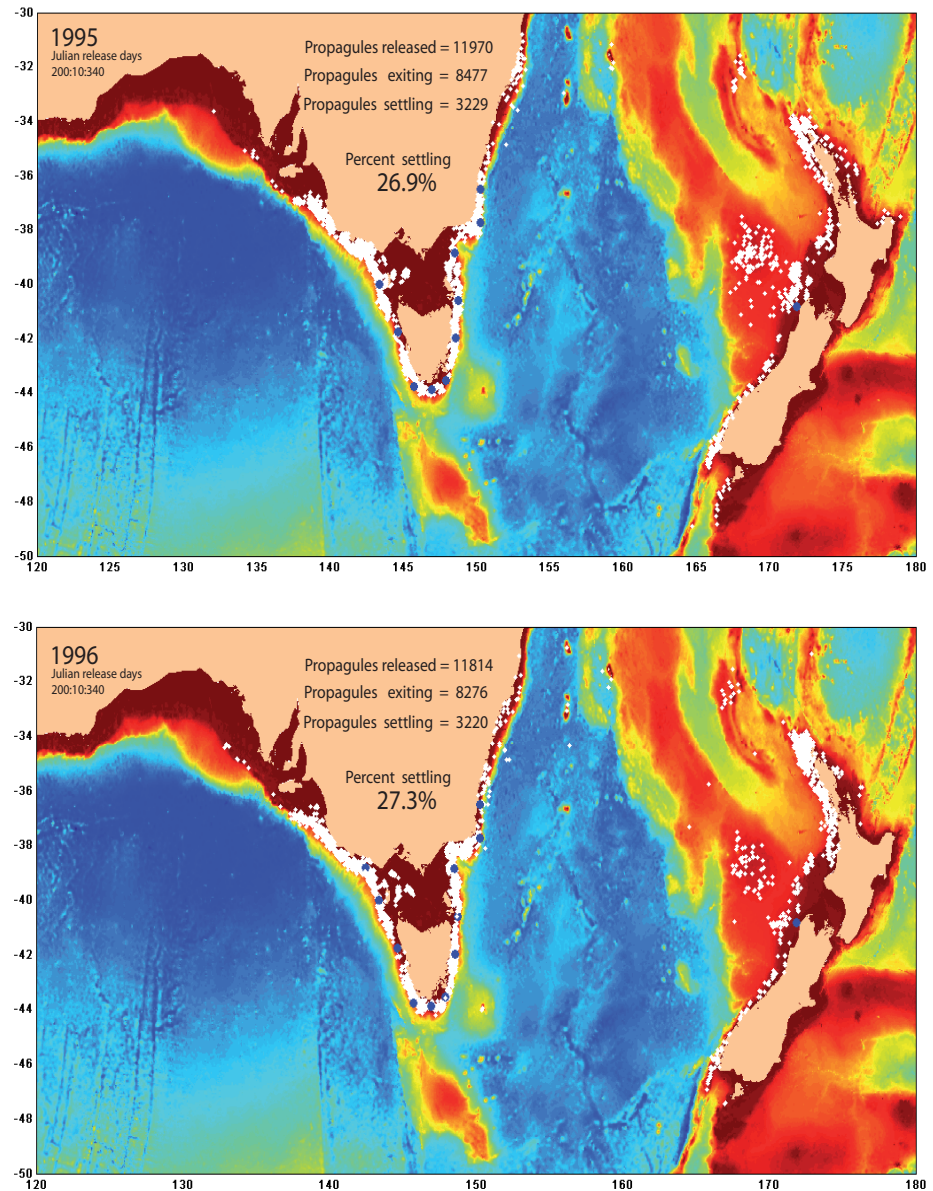 -30
1995
Julian release days
200:10:340
Propagules released = 11970
Propagules exiting = 8477
Propagules settling = 3229
Percent settling
26.9%
-32
-34
-36
-38
-40
-42
-44
-46
-48
-50
120 125 130 135 140 145 150 155 160 165 170 175 180
-30
1996
Julian release days
200:10:340
Propagules released = 11814
Propagules exiting = 8276
Propagules settling = 3220
Percent settling
27.3%
-32
-34
-36
-38
-40
-42
-44
-46
-48
-50
120 130 140 150 160 170 180